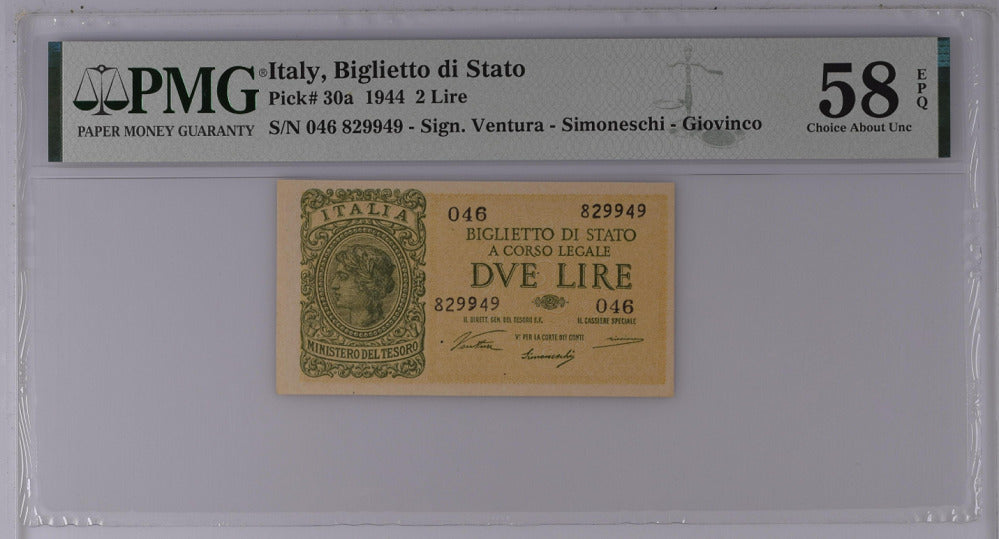 PMG®
PAPER MONEY GUARANTY
Italy, Biglietto di Stato
Pick# 30a 1944 2 Lire
S/N 046 829949 - Sign. Ventura - Simoneschi - Giovinco
58
EPQ
Choice About Unc
ITALIA
MINISTERO DEL TESORO
046 829949
BIGLIETTO DI STATO
A CORSO LEGALE
DVE LIRE
829949 046
IL DIRETT. GEN. DEL TESORO E.F. IL CASSIERE SPECIALE
V: PER LA CORTE DEI CONTI
Ventura
Simoneschi